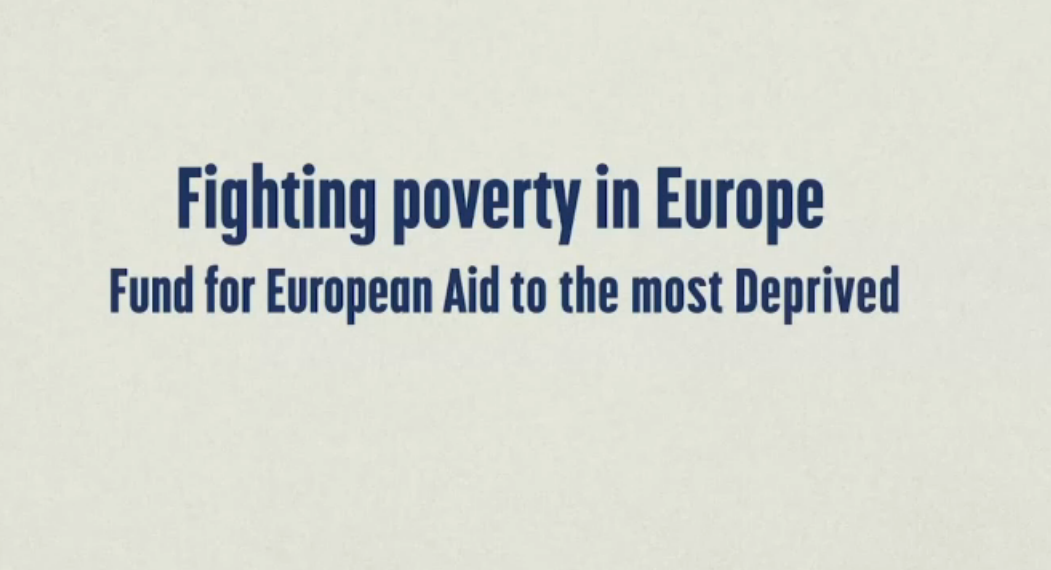 Fighting poverty in Europe
Fund for European Aid to the most Deprived